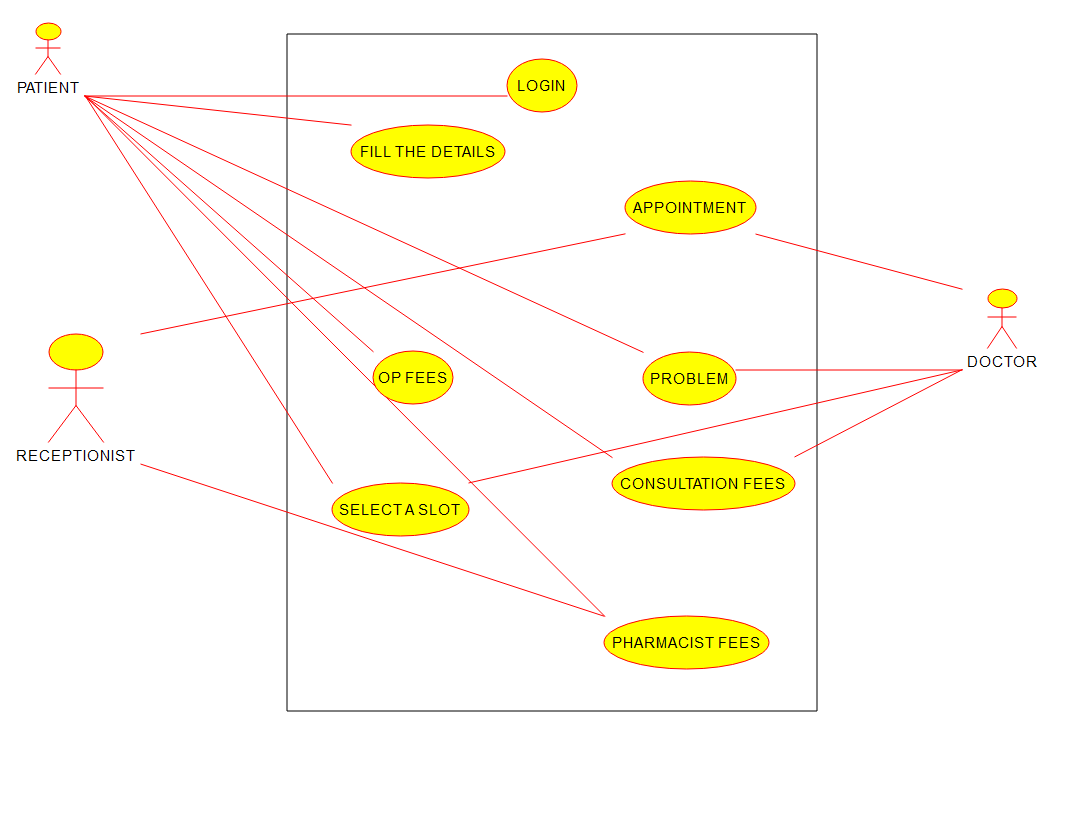 PATIENT
LOGIN
FILL THE DETAILS
APPOINTMENT
DOCTOR
OP FEES
PROBLEM
RECEPTIONIST
CONSULTATION FEES
SELECT A SLOT
PHARMACIST FEES